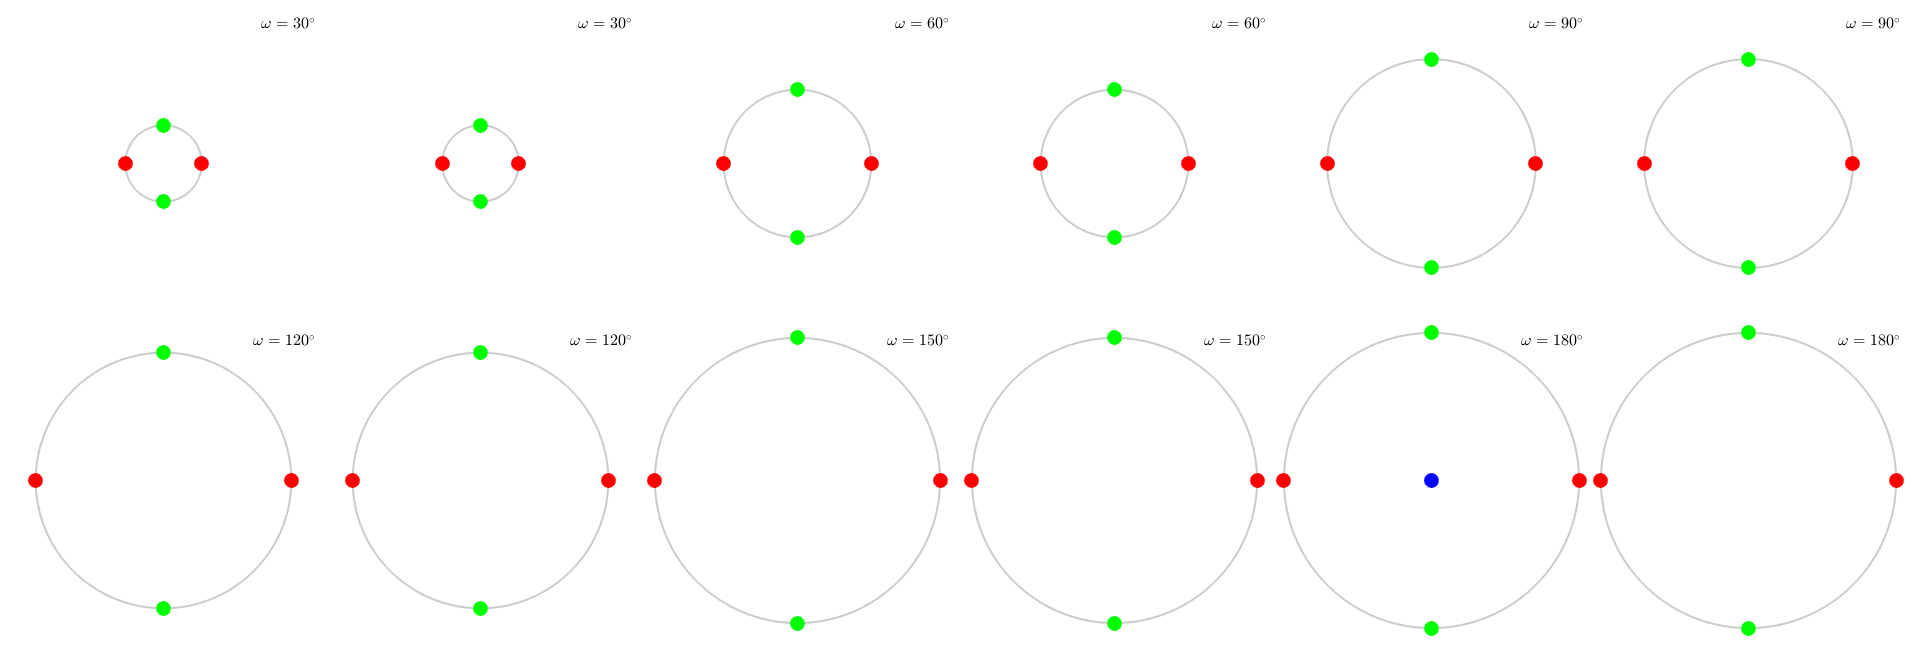 ω = 30°
ω = 30°
ω = 60°
ω = 60°
ω = 90°
ω = 90°
ω = 120°
ω = 120°
ω = 150°
ω = 150°
ω = 180°
ω = 180°